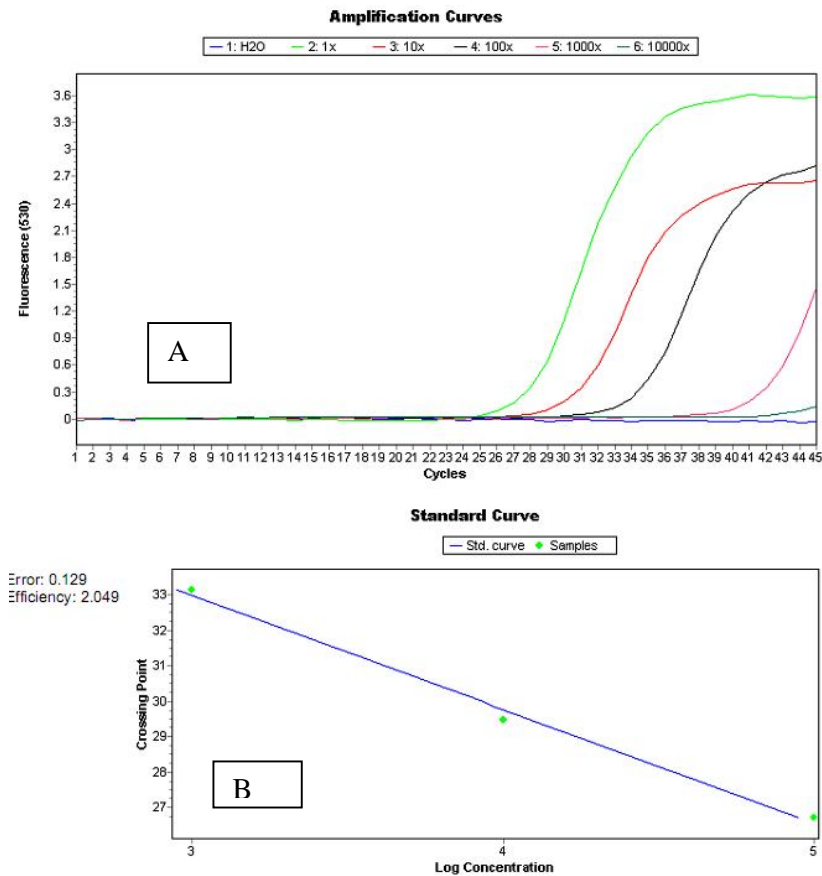 Amplification Curves
1: H2O 2: 1x 3: 10x 4: 100x 5: 1000x 6: 10000x
3.6
3.3
3
2.7
2.4
2.1
1.8
1.5
1.2
0.9
0.6
0.3
0
Fluorescence (530)
A
1 2 3 4 5 6 7 8 9 10 11 12 13 14 15 16 17 18 19 20 21 22 23 24 25 26 27 28 29 30 31 32 33 34 35 36 37 38 39 40 41 42 43 44 45
Cycles
Standard Curve
Std. curve Samples
Error: 0.129
Efficiency: 2.049
33
32
31
30
29
28
27
Crossing Point
B
3 4 5
Log Concentration